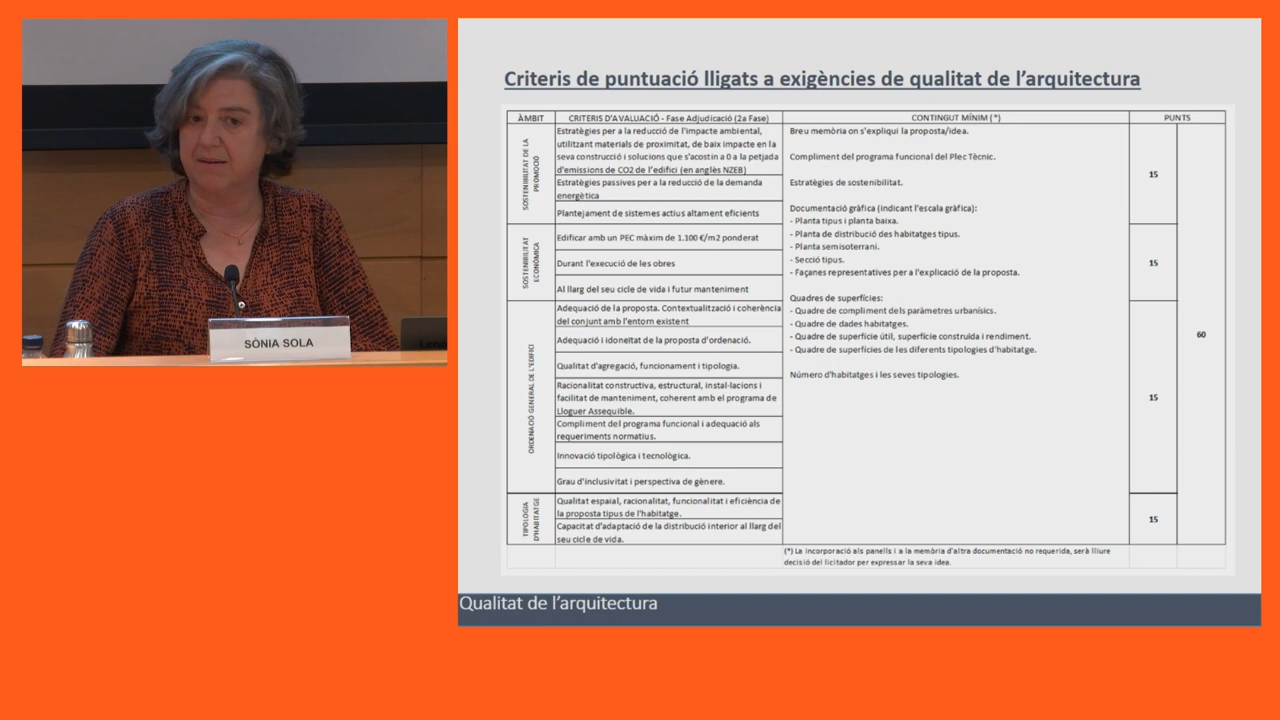 SÒNIA SOLA
Criteris de puntuació lligats a exigències de qualitat de l'arquitectura
ÀMBIT
CRITERIS D'AVALUACIÓ - Fase Adjudicació (2a Fase)
CONTINGUT MÍNIM (*)
PUNTS
SOSTENIBILITAT DE LA
PROMOCIÓ
Estratègies per a la reducció de l'impacte ambiental,
utilitzant materials de proximitat, de baix impacte en la
seva construcció i solucions que s'acostin a 0 a la petjada
d'emissions de CO2 de l'edifici (en anglès NZEB)
Estratègies passives per a la reducció de la demanda
energètica
Plantejament de sistemes actius altament eficients
15
SOSTENIBILITAT
ECONÒMICA
Edificar amb un PEC màxim de 1.100 €/m2 ponderat
Durant l'execució de les obres
Al llarg del seu cicle de vida i futur manteniment
15
ORDENACIÓ GENERAL DE L'EDIFICI
Adequació de la proposta. Contextualització i coherència
del conjunt amb l'entorn existent
Adequació i idoneïtat de la proposta d'ordenació.
Qualitat d'agregació, funcionament i tipologia.
Racionalitat constructiva, estructural, instal·lacions i
facilitat de manteniment, coherent amb el programa de
Lloguer Assequible.
Compliment del programa funcional i adequació als
requeriments normatius.
Innovació tipològica i tecnològica.
Grau d'inclusivitat i perspectiva de gènere.
15
TIPOLOGIA
D'HABITATGE
Qualitat espaial, racionalitat, funcionalitat i eficiència de
la proposta tipus de l'habitatge.
Capacitat d'adaptació de la distribució interior al llarg del
seu cicle de vida.
15
60
Breu memòria on s'expliqui la proposta/idea.
Compliment del programa funcional del Plec Tècnic.
Estratègies de sostenibilitat.
Documentació gràfica (indicant l'escala gràfica):
- Planta tipus i planta baixa.
- Planta de distribució des habitatges tipus.
- Planta semisoterrani.
- Secció tipus.
- Façanes representatives per a l'explicació de la proposta.
Quadres de superfícies:
- Quadre de compliment dels paràmetres urbanísics.
- Quadre de dades habitatges.
- Quadre de superfície útil, superfície construïda i rendiment.
- Quadre de superfícies de les diferents tipologies d'habitatge.
Número d'habitatges i les seves tipologies.
(*) La incorporació als panells i a la memòria d'altra documentació no requerida, serà lliure
decisió del licitador per expressar la seva idea.
Qualitat de l'arquitectura